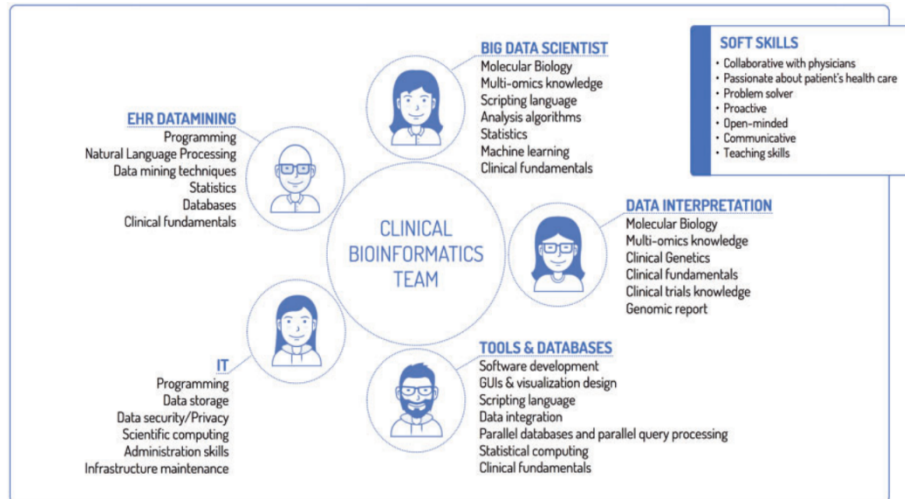 BIG DATA SCIENTIST
Molecular Biology
Multi-omics knowledge
Scripting language
Analysis algorithms
Statistics
Machine learning
Clinical fundamentals
SOFT SKILLS
• Collaborative with physicians
• Passionate about patient's health care
• Problem solver
• Proactive
• Open-minded
• Communicative
• Teaching skills
EHR DATAMINING
Programming
Natural Language Processing
Data mining techniques
Statistics
Databases
Clinical fundamentals
CLINICAL
BIOINFORMATICS
TEAM
DATA INTERPRETATION
Molecular Biology
Multi-omics knowledge
Clinical Genetics
Clinical fundamentals
Clinical trials knowledge
Genomic report
IT
Programming
Data storage
Data security/Privacy
Scientific computing
Administration skills
Infrastructure maintenance
TOOLS & DATABASES
Software development
GUIs & visualization design
Scripting language
Data integration
Parallel databases and parallel query processing
Statistical computing
Clinical fundamentals